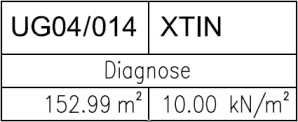 UG04/014 XTIN
Diagnose
152.99 m² 10.00 kN/m²